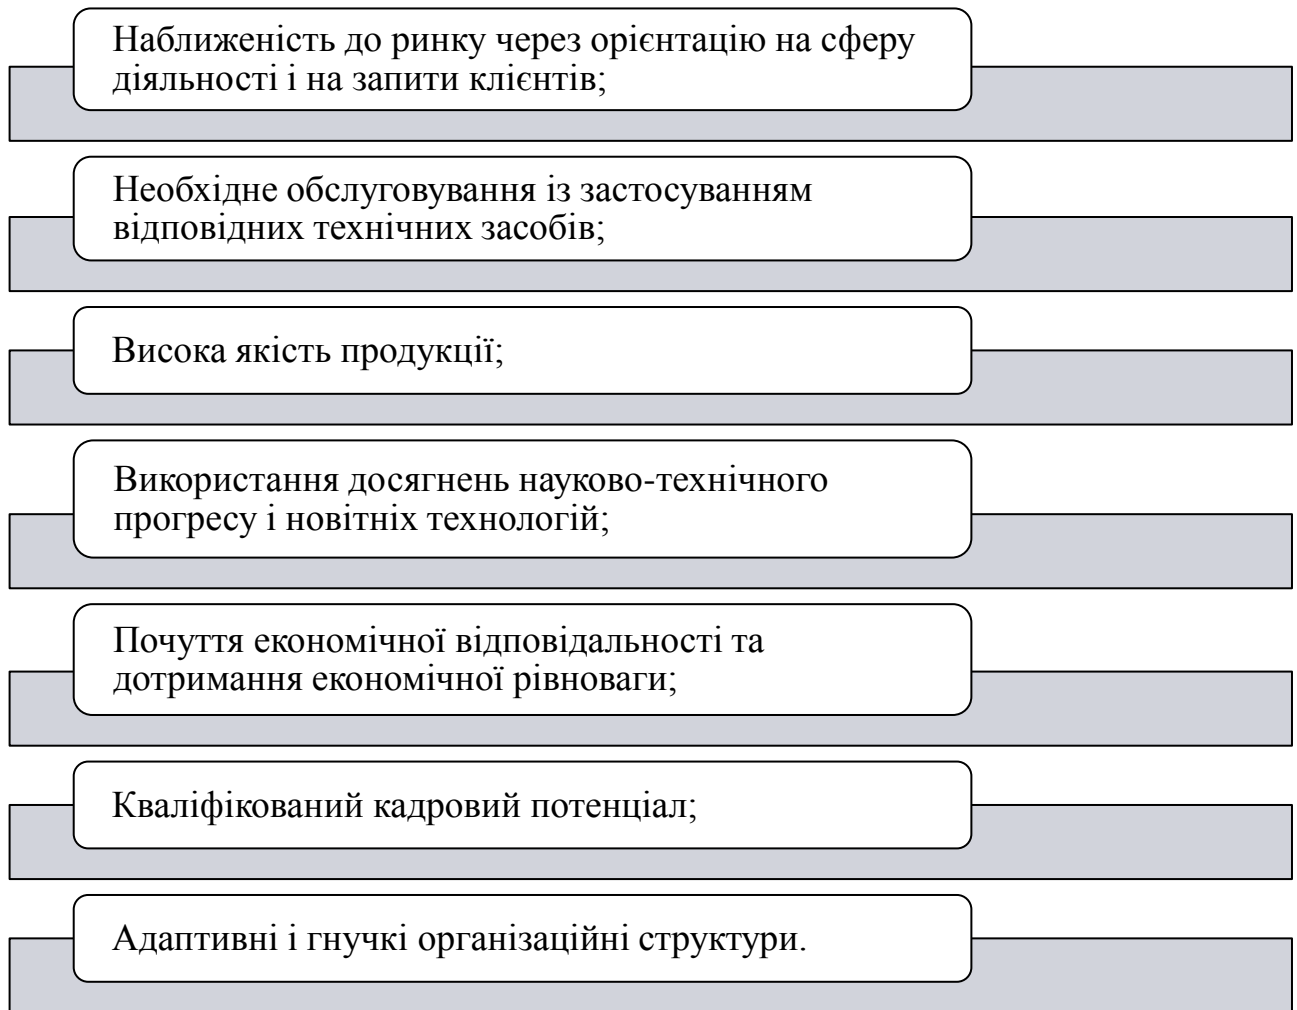 Наближеність до ринку через орієнтацію на сферу
діяльності і на запити клієнтів;
Необхідне обслуговування із застосуванням
відповідних технічних засобів;
Висока якість продукції;
Використання досягнень науково-технічного
прогресу і новітніх технологій;
Почуття економічної відповідальності та
дотримання економічної рівноваги;
Кваліфікований кадровий потенціал;
Адаптивні і гнучкі організаційні структури.